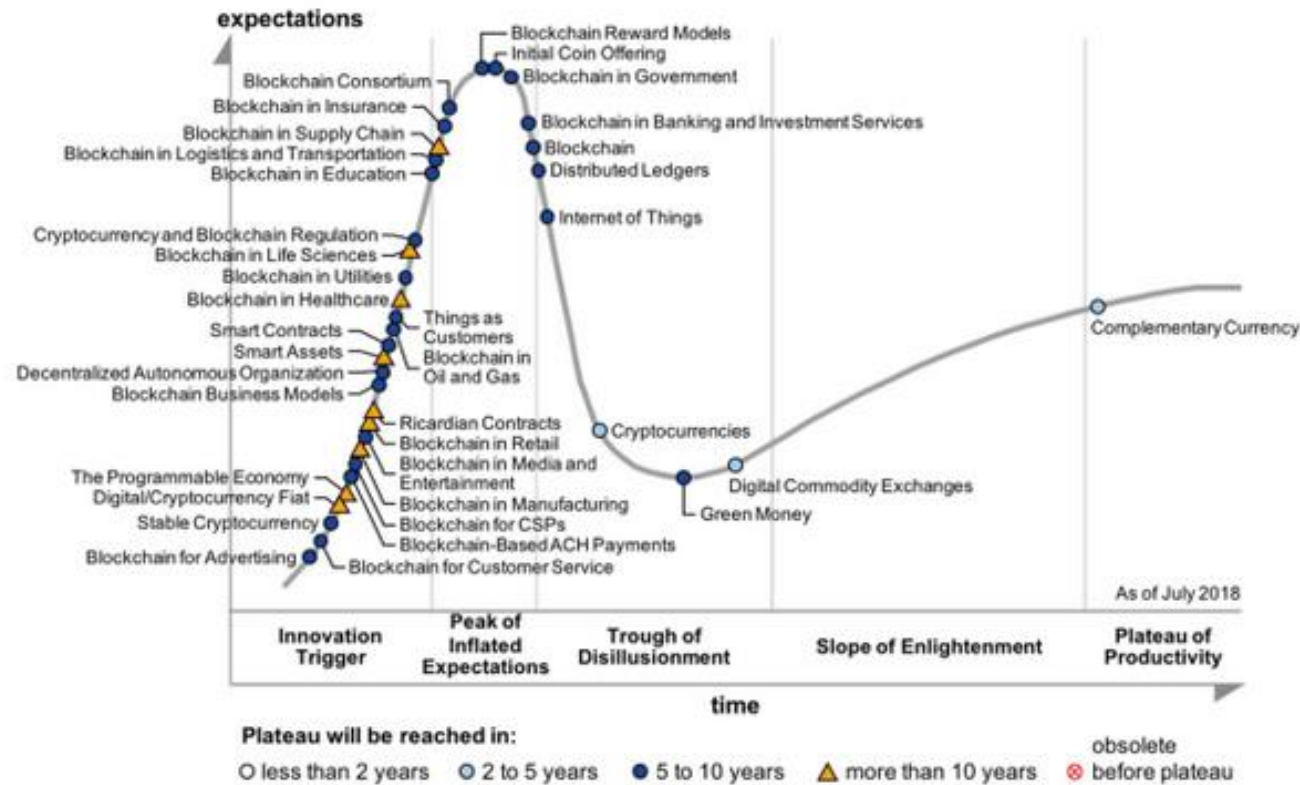 expectations
Blockchain Reward Models
Initial Coin Offering
Blockchain in Government
Blockchain Consortium
Blockchain in Insurance
Blockchain in Supply Chain
Blockchain in Logistics and Transportation
Blockchain in Education
Blockchain in Banking and Investment Services
Blockchain
Distributed Ledgers
Internet of Things
Cryptocurrency and Blockchain Regulation
Blockchain in Life Sciences
Blockchain in Utilities
Blockchain in Healthcare
Things as
Customers
Smart Contracts
Smart Assets
Blockchain in
Oil and Gas
Decentralized Autonomous Organization
Blockchain Business Models
Ricardian Contracts
Blockchain in Retail
Blockchain in Media and
Entertainment
The Programmable Economy
Digital/Cryptocurrency Fiat
Blockchain in Manufacturing
Stable Cryptocurrency
Blockchain for CSPs
Blockchain-Based ACH Payments
Blockchain for Advertising
Blockchain for Customer Service
Cryptocurrencies
Digital Commodity Exchanges
Green Money
Complementary Currency
As of July 2018
Innovation
Trigger
Peak of
Inflated
Expectations
Trough of
Disillusionment
Slope of Enlightenment
Plateau of
Productivity
time
Plateau will be reached in:
less than 2 years
2 to 5 years
5 to 10 years
more than 10 years
obsolete
before plateau